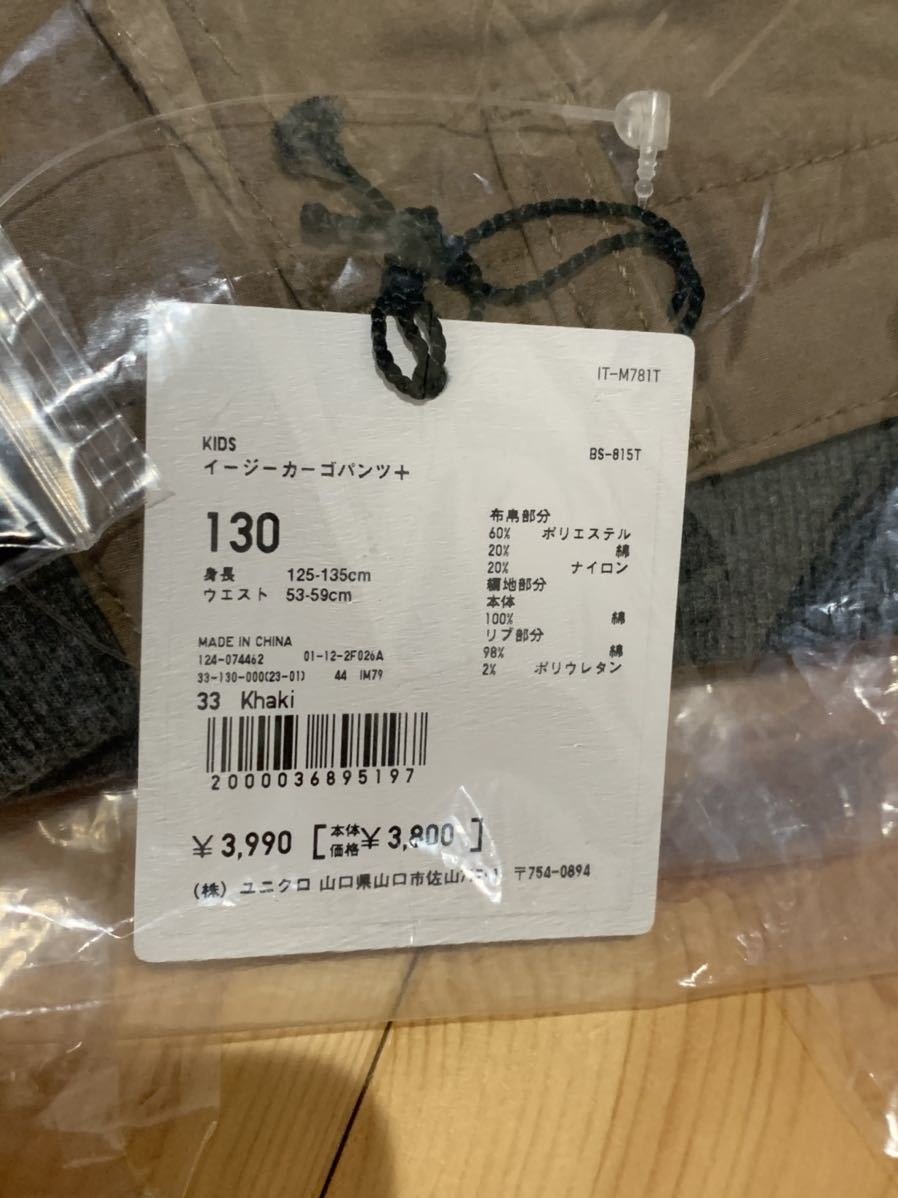 IT-M781T
KIDS
イージーカーゴパンツ+
BS-815T
130
身長 125-135cm
ウエスト 53-59cm
布帛部分
60% ポリエステル
20% 綿
20% ナイロン
編地部分
本体
100% 綿
リブ部分
98% 綿
2% ポリウレタン
MADE IN CHINA
124-074462 01-12-2F026A
33-130-000(23-01) 44 IM79
33 Khaki
2000036895197
¥3,990 [本体価格¥3,800]
(株) ユニクロ 山口県山口市佐山 〒754-0894